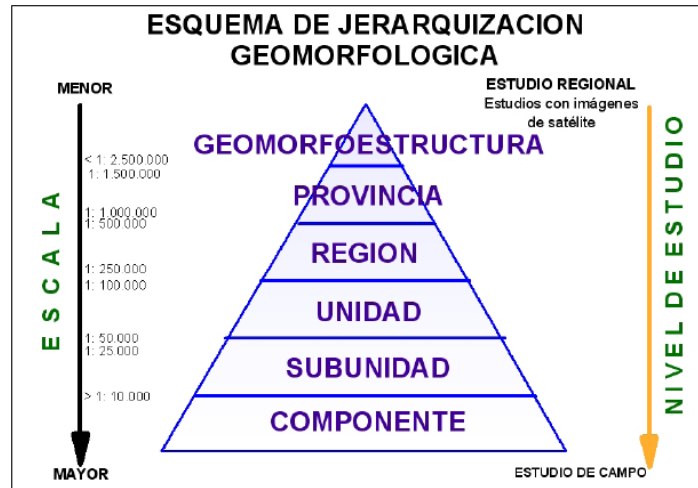 ESQUEMA DE JERARQUIZACION
GEOMORFOLOGICA
MENOR
ESTUDIO REGIONAL
Estudios con imágenes
de satélite
GEOMORFOESTRUCTURA
< 1: 2.500.000
1: 1.500.000
PROVINCIA
1: 1.000.000
1: 500.000
REGION
1: 250.000
1: 100.000
UNIDAD
1: 50.000
1: 25.000
SUBUNIDAD
> 1: 10.000
COMPONENTE
MAYOR
ESTUDIO DE CAMPO
ESCALA
NIVEL DE ESTUDIO